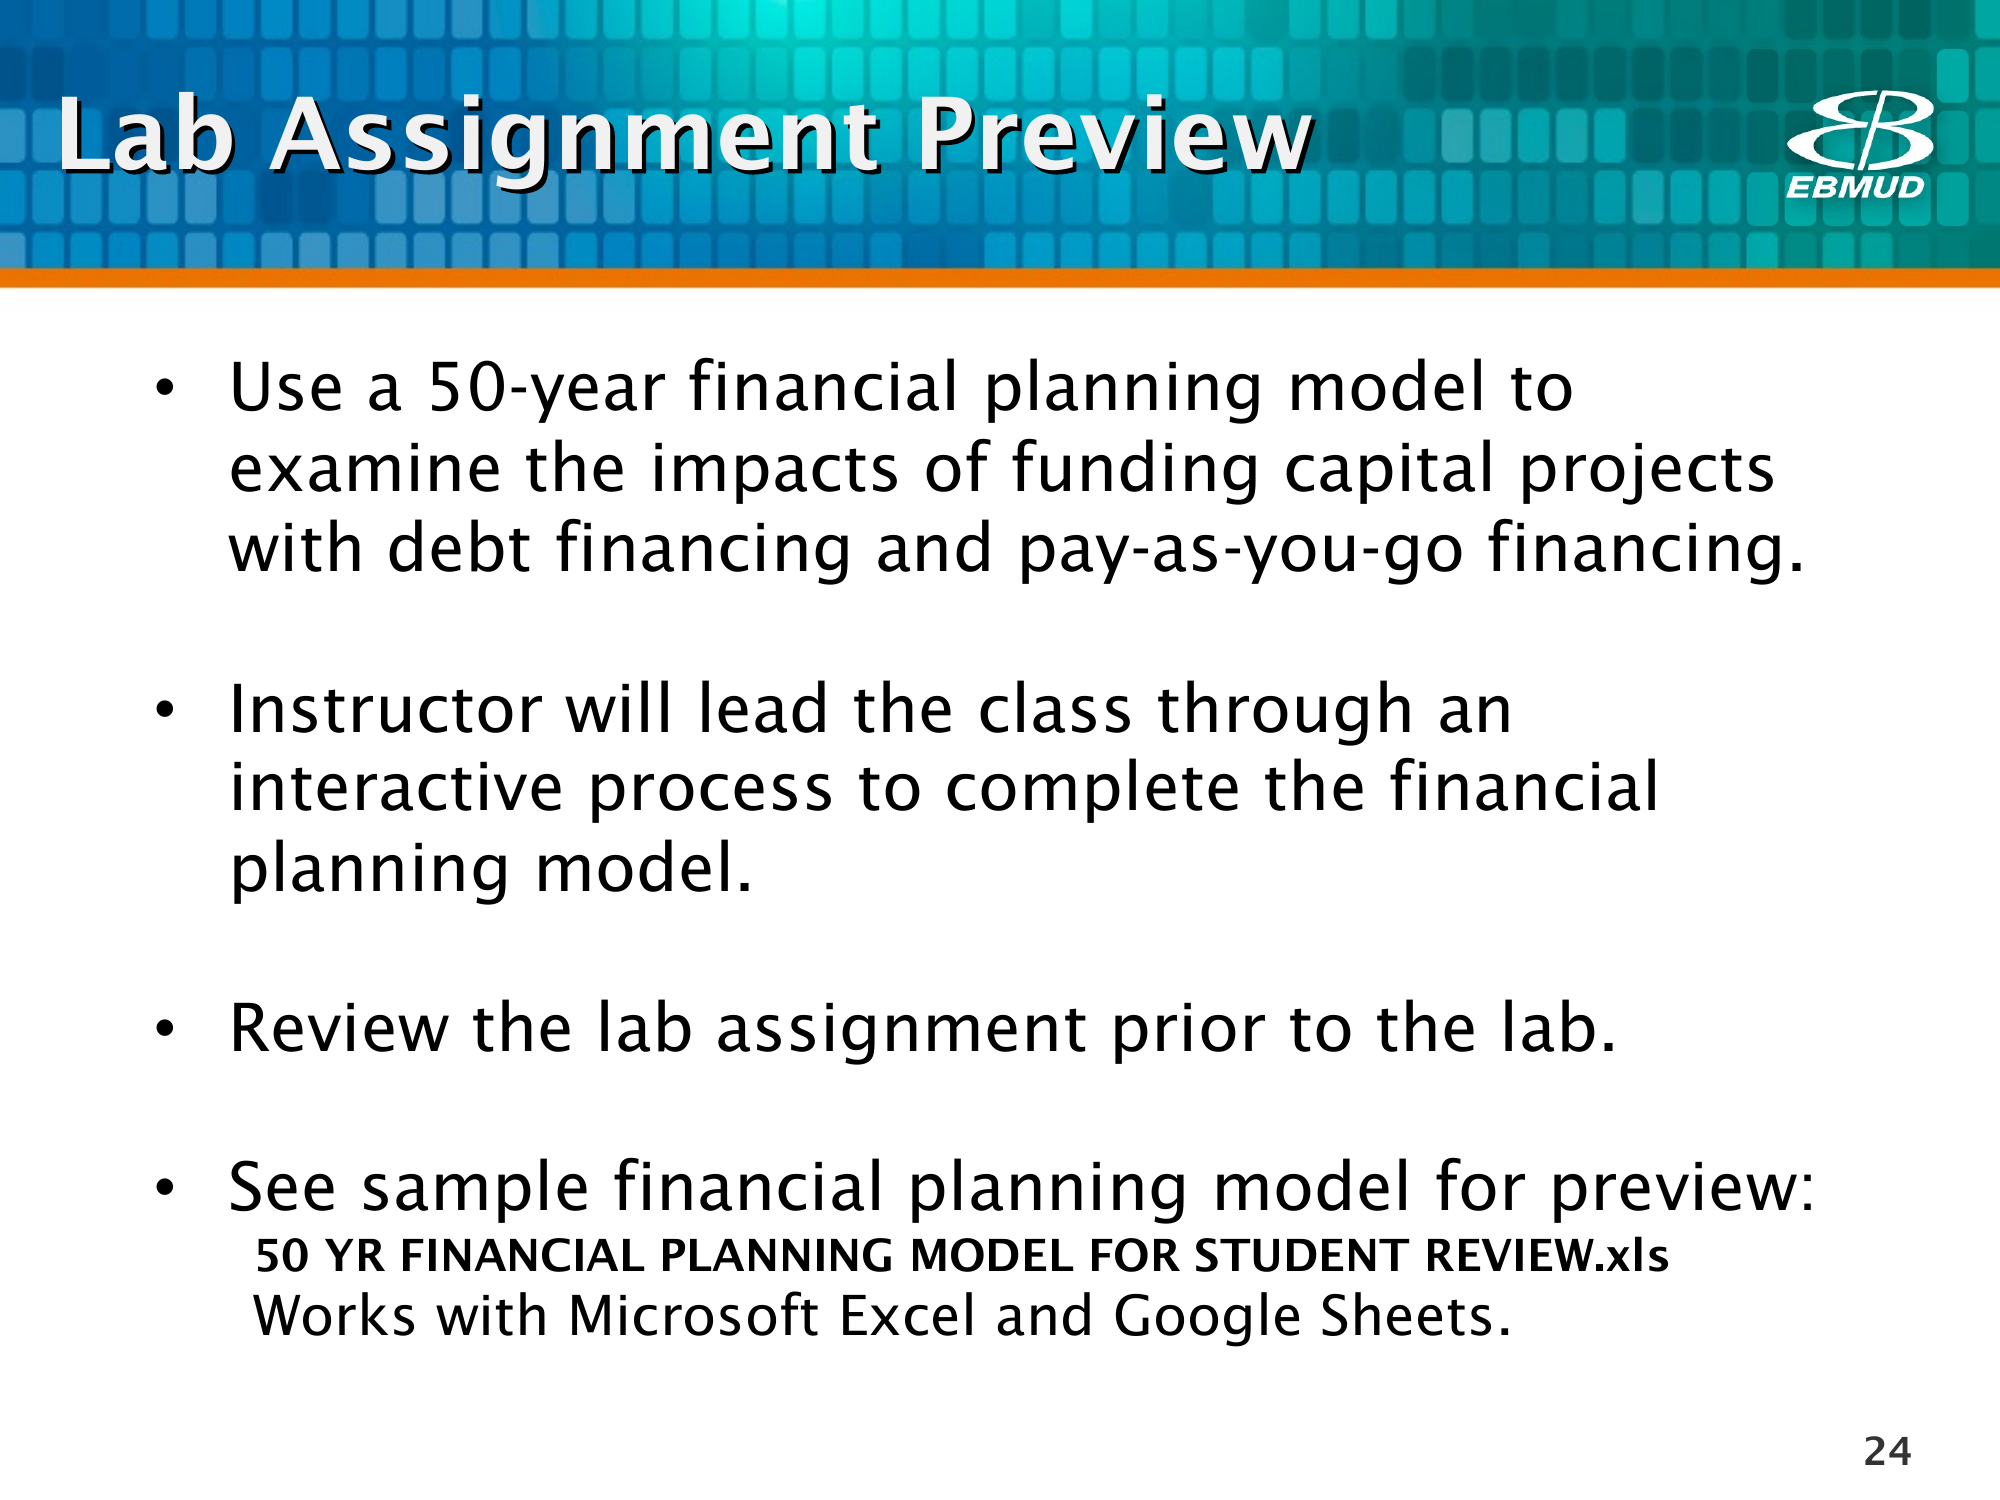 Lab Assignment Preview
EBMUD
• Use a 50-year financial planning model to
examine the impacts of funding capital projects
with debt financing and pay-as-you-go financing.
• Instructor will lead the class through an
interactive process to complete the financial
planning model.
• Review the lab assignment prior to the lab.
• See sample financial planning model for preview:
50 YR FINANCIAL PLANNING MODEL FOR STUDENT REVIEW.xls
Works with Microsoft Excel and Google Sheets.
24